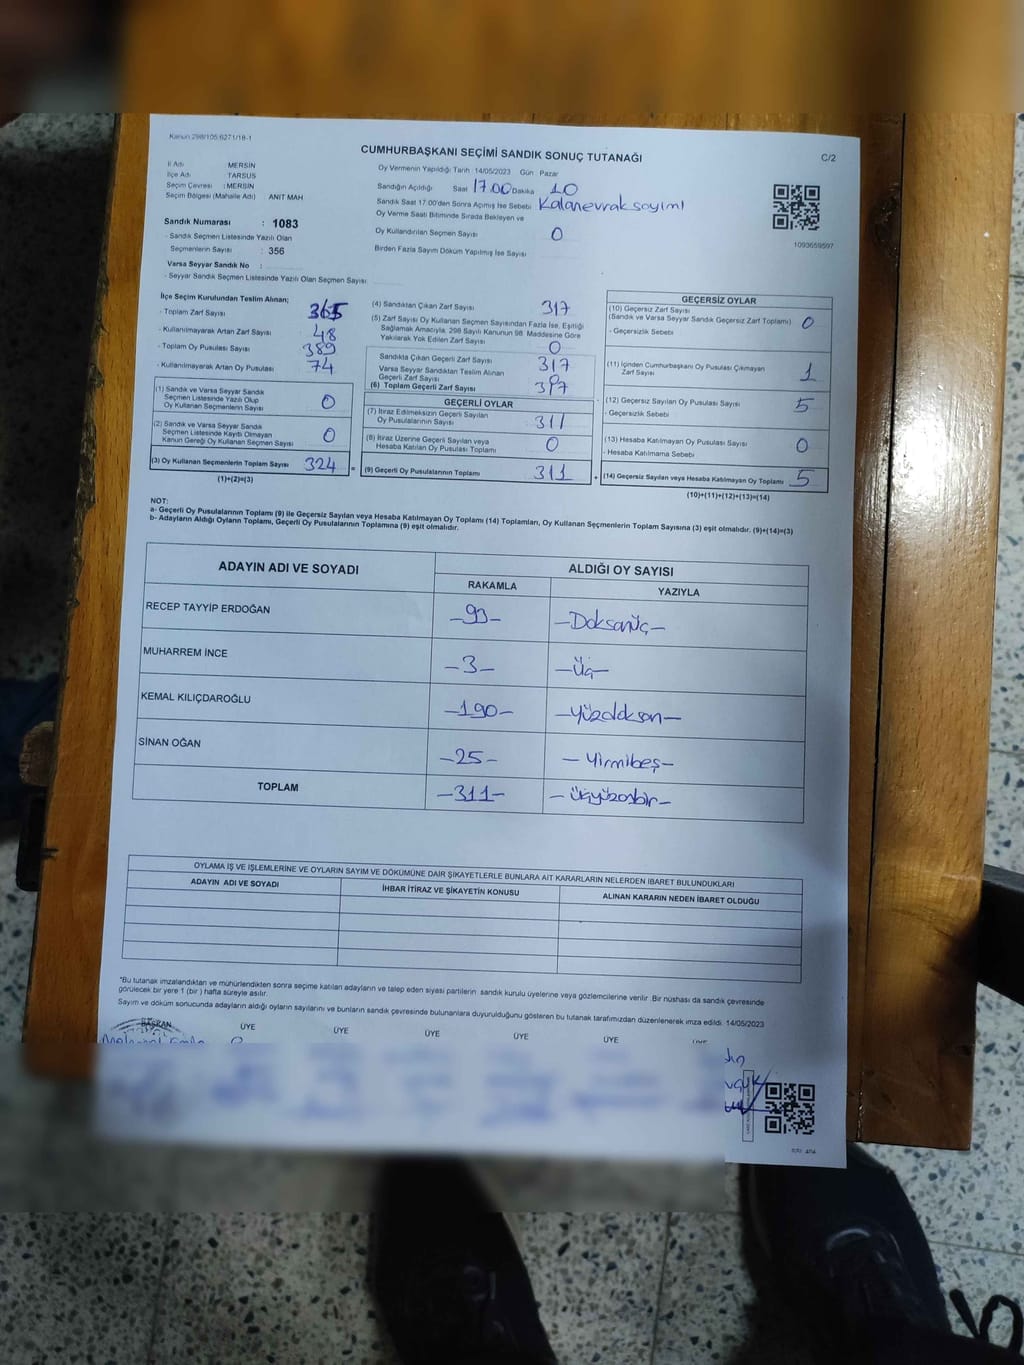 Kanun 298/105;6271/18-1
CUMHURBAŞKANI SEÇİMİ SANDIK SONUÇ TUTANAĞI
C/2
İl Adı : MERSİN
İlçe Adı : TARSUS
Seçim Çevresi : MERSİN
Seçim Bölgesi (Mahalle Adı) ANIT MAH
Oy Vermenin Yapıldığı: Tarih 14/05/2023 Gün Pazar
Sandığın Açıldığı Saat 17.00 Dakika 10
Sandık Saat 17:00'den Sonra Açımış İse Sebebi Kalanevraksayımı
Oy Verme Saati Bitiminde Sırada Bekleyen ve
Oy Kullandırılan Seçmen Sayısı 0
Birden Fazla Sayım Döküm Yapılmış İse Sayısı
1093659597
Sandık Numarası : 1083
- Sandık Seçmen Listesinde Yazılı Olan
Seçmenlerin Sayısı : 356
Varsa Seyyar Sandık No :
- Seyyar Sandık Seçmen Listesinde Yazılı Olan Seçmen Sayısı
İlçe Seçim Kurulundan Teslim Alınan;
- Toplam Zarf Sayısı 365
- Kullanılmayarak Artan Zarf Sayısı 48
- Toplam Oy Pusulası Sayısı 389
- Kullanılmayarak Artan Oy Pusulası 74
(1) Sandık ve Varsa Seyyar Sandık
Seçmen Listesinde Yazılı Olup
Oy Kullanan Seçmenlerin Sayısı 0
(2) Sandık ve Varsa Seyyar Sandık
Seçmen Listesinde Kayıtlı Olmayan
Kanun Gereği Oy Kullanan Seçmen Sayısı 0
(3) Oy Kullanan Seçmenlerin Toplam Sayısı 324
(1)+(2)=(3)
(4) Sandıktan Çıkan Zarf Sayısı 317
(5) Zarf Sayısı Oy Kullanan Seçmen Sayısından Fazla İse, Eşitliği
Sağlamak Amacıyla; 298 Sayılı Kanunun 98. Maddesine Göre
Yakılarak Yok Edilen Zarf Sayısı 0
Sandıkta Çıkan Geçerli Zarf Sayısı 317
Varsa Seyyar Sandıktan Teslim Alınan
Geçerli Zarf Sayısı 0
(6) Toplam Geçerli Zarf Sayısı 317
GEÇERLİ OYLAR
(7) İtiraz Edilmeksizin Geçerli Sayılan
Oy Pusulalarının Sayısı 311
(8) İtiraz Üzerine Geçerli Sayılan veya
Hesaba Katılan Oy Pusulası Toplamı 0
= (9) Geçerli Oy Pusulalarının Toplamı 311
GEÇERSİZ OYLAR
(10) Geçersiz Zarf Sayısı
(Sandık ve Varsa Seyyar Sandık Geçersiz Zarf Toplamı) 0
- Geçersizlik Sebebi
(11) İçinden Cumhurbaşkanı Oy Pusulası Çıkmayan
Zarf Sayısı 1
(12) Geçersiz Sayılan Oy Pusulası Sayısı 5
- Geçersizlik Sebebi
(13) Hesaba Katılmayan Oy Pusulası Sayısı 0
- Hesaba Katılmama Sebebi
+ (14) Geçersiz Sayılan veya Hesaba Katılmayan Oy Toplamı 5
(10)+(11)+(12)+(13)=(14)
NOT:
a- Geçerli Oy Pusulalarının Toplamı (9) ile Geçersiz Sayılan veya Hesaba Katılmayan Oy Toplamı (14) Toplamları, Oy Kullanan Seçmenlerin Toplam Sayısına (3) eşit olmalıdır. (9)+(14)=(3)
b- Adayların Aldığı Oyların Toplamı, Geçerli Oy Pusulalarının Toplamına (9) eşit olmalıdır.
ADAYIN ADI VE SOYADI ALDIĞI OY SAYISI
RAKAMLA YAZIYLA
RECEP TAYYİP ERDOĞAN -93- -Doksanüç-
MUHARREM İNCE -3- -Üç-
KEMAL KILIÇDAROĞLU -190- -Yüzdokson-
SİNAN OĞAN -25- -Yirmibeş-
TOPLAM -311- -Üçyüzonbir-
OYLAMA İŞ VE İŞLEMLERİNE VE OYLARIN SAYIM VE DÖKÜMÜNE DAİR ŞİKAYETLERLE BUNLARA AİT KARARLARIN NELERDEN İBARET BULUNDUKLARI
ADAYIN ADI VE SOYADI İHBAR İTİRAZ VE ŞİKAYETİN KONUSU ALINAN KARARIN NEDEN İBARET OLDUĞU
*Bu tutanak imzalandıktan ve mühürlendikten sonra seçime katılan adayların ve talep eden siyasi partilerin sandık kurulu üyelerine veya gözlemcilerine verilir. Bir nüshası da sandık çevresinde
görülecek bir yere 1 (bir) hafta süreyle asılır.
Sayım ve döküm sonucunda adayların aldığı oyların sayılarını ve bunların sandık çevresinde bulunanlara duyurulduğunu gösteren bu tutanak tarafımızdan düzenlenerek imza edildi. 14/05/2023
BAŞKAN ÜYE ÜYE ÜYE ÜYE ÜYE ÜYE